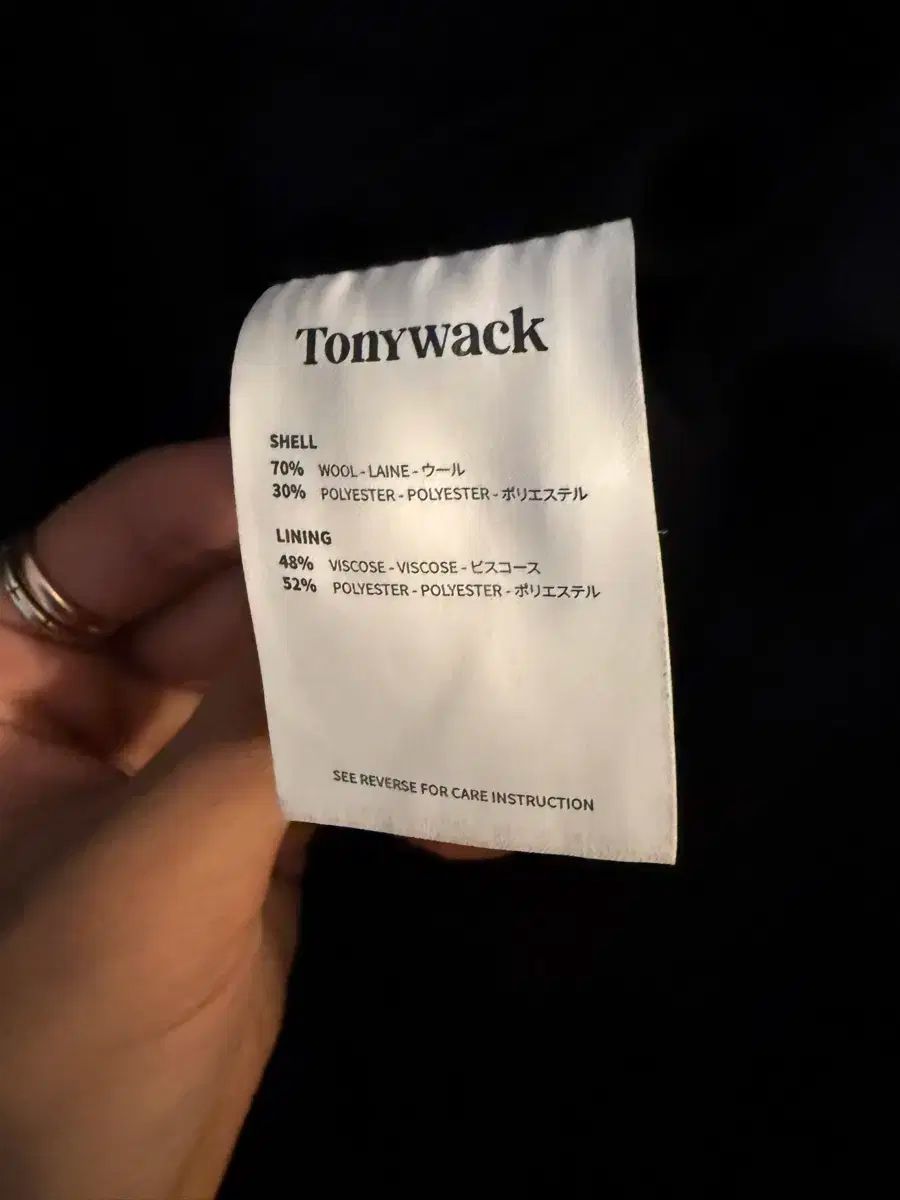 Tonywack
SHELL
70% WOOL - LAINE - ウール
30% POLYESTER - POLYESTER - ポリエステル
LINING
48% VISCOSE - VISCOSE - ビスコース
52% POLYESTER - POLYESTER - ポリエステル
SEE REVERSE FOR CARE INSTRUCTION